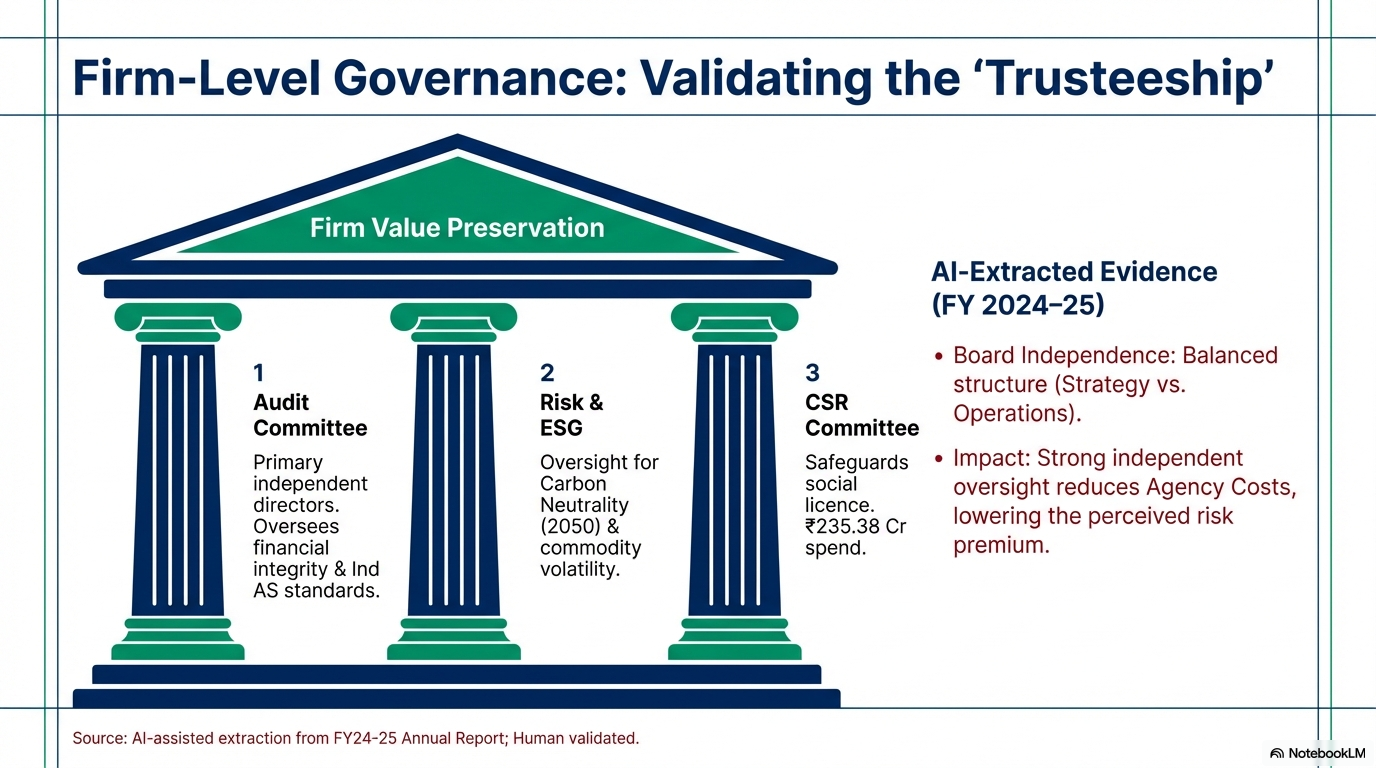 Firm-Level Governance: Validating the ‘Trusteeship’
Firm Value Preservation
1
Audit
Committee
Primary
independent
directors.
Oversees
financial
integrity & Ind
AS standards.
2
Risk &
ESG
Oversight for
Carbon
Neutrality
(2050) &
commodity
volatility.
3
CSR
Committee
Safeguards
social
licence.
₹235.38 Cr
spend.
AI-Extracted Evidence
(FY 2024–25)
• Board Independence: Balanced
structure (Strategy vs.
Operations).
• Impact: Strong independent
oversight reduces Agency Costs,
lowering the perceived risk
premium.
Source: AI-assisted extraction from FY24-25 Annual Report; Human validated.
NotebookLM